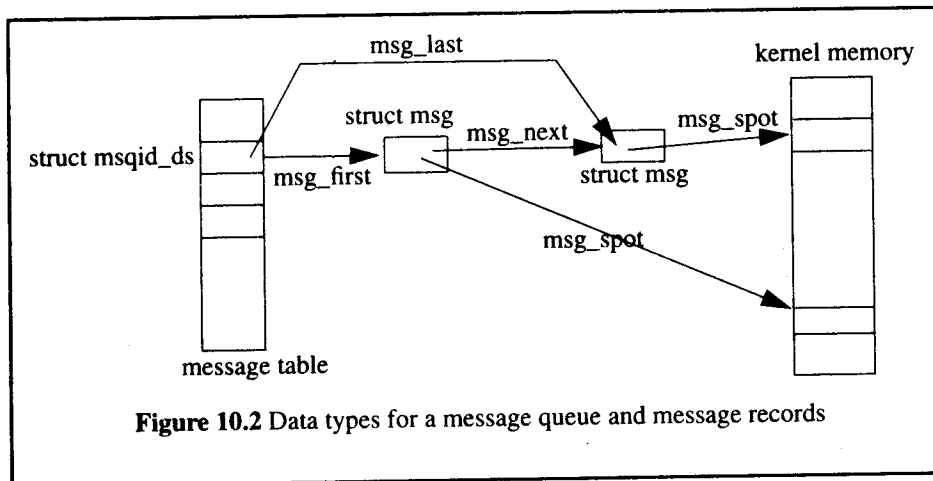 msg_last
kernel memory
struct msg
msg_next
msg_spot
struct msqid_ds
msg_first
struct msg
msg_spot
message table
Figure 10.2 Data types for a message queue and message records